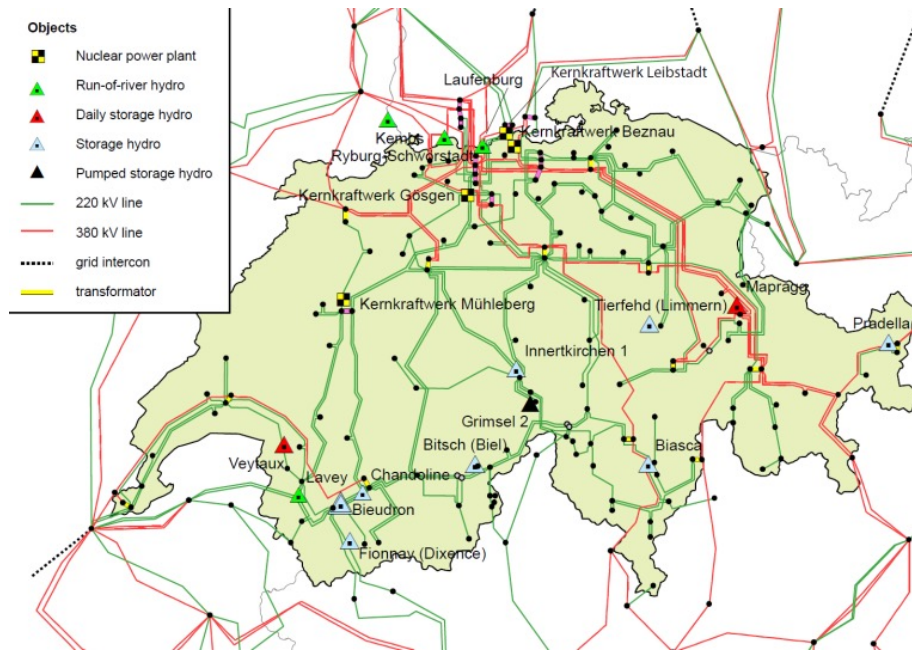 Objects
Nuclear power plant
Run-of-river hydro
Daily storage hydro
Storage hydro
Pumped storage hydro
220 kV line
380 kV line
grid intercon
transformator
Laufenburg
Kernkraftwerk Leibstadt
Kembs
Kernkraftwerk Beznau
Ryburg-Schwörstadt
Kernkraftwerk Gösgen
Mapragg
Kernkraftwerk Mühleberg
Tierfehd (Limmern)
Pradella
Innertkirchen 1
Grimsel 2
Bitsch (Biel)
Biasca
Veytaux
Chandoline
Lavey
Bieudron
Fionnay (Dixence)